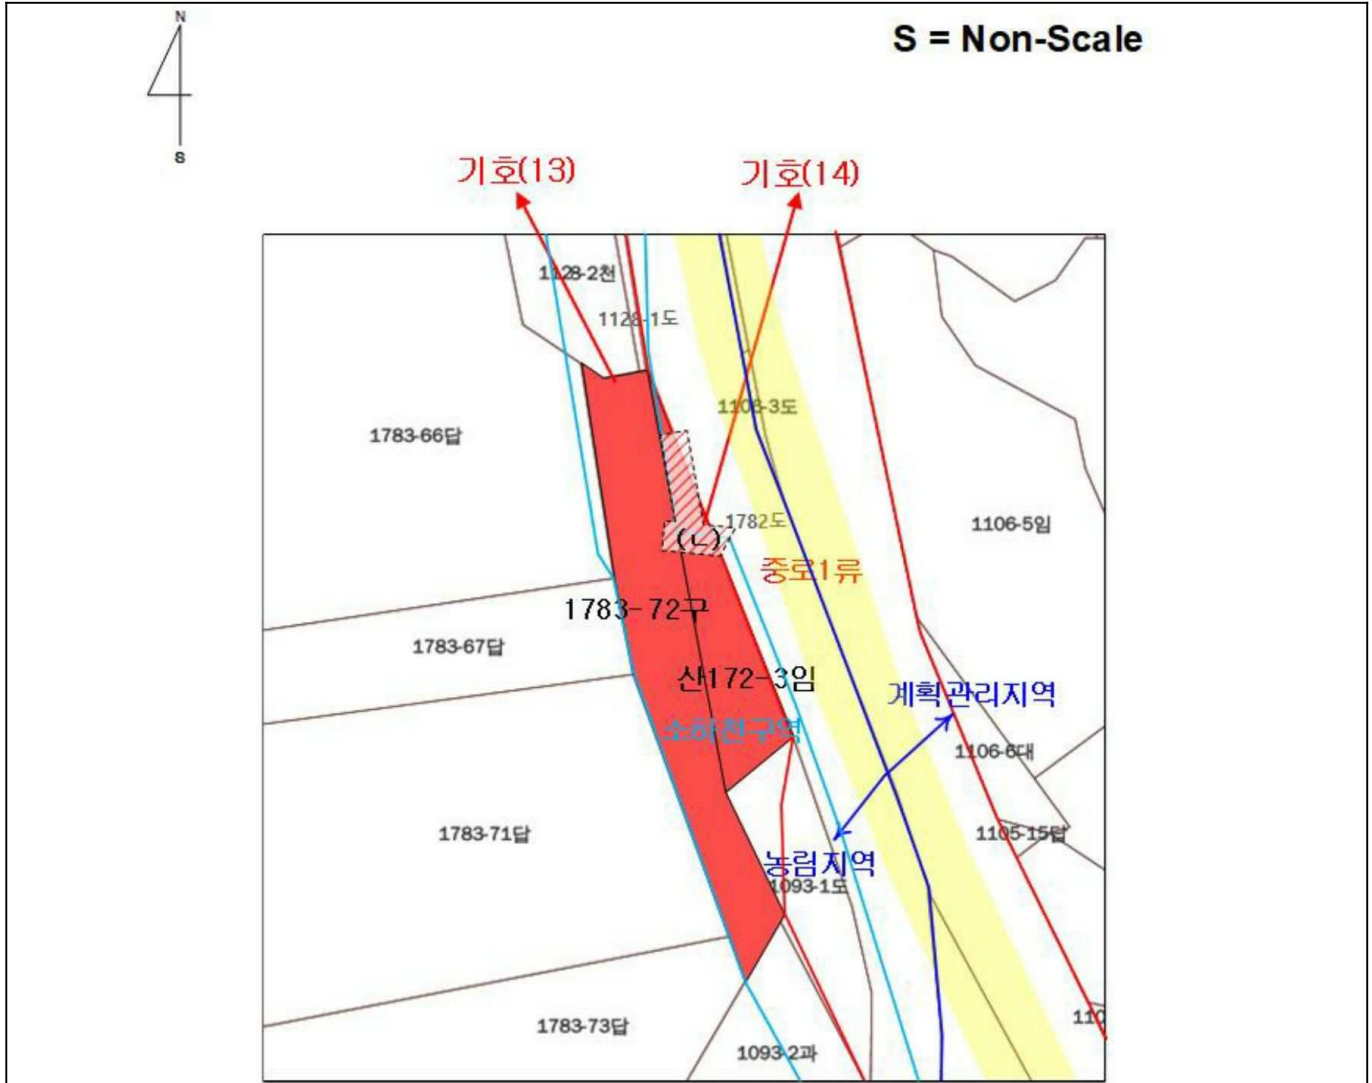 N
S = Non-Scale
S
기호(13)
기호(14)
1128-2천
1128-1도
1106-3도
1783-66답
1782도
1106-5임
(ㄴ)
중로1류
1783-72구
1783-67답
산172-3임
계획관리지역
소하천구역
1106-6대
1783-71답
1105-15답
농림지역
1093-1도
110
1783-73답
1093-2과